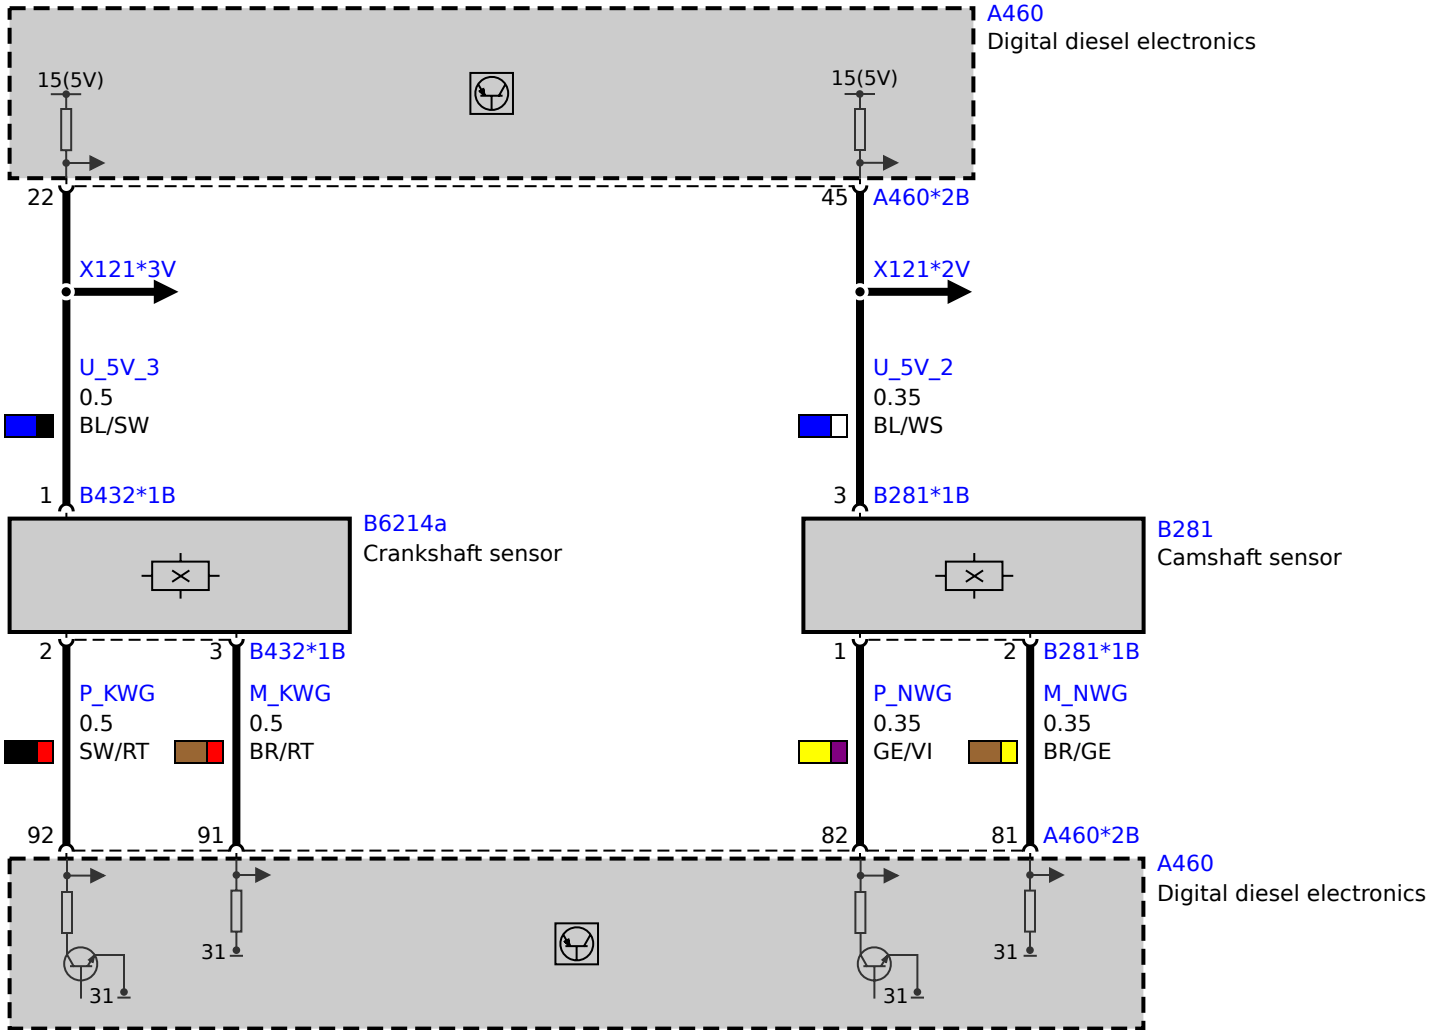 A460
Digital diesel electronics
15(5V)
15(5V)
22
45 A460*2B
X121*3V
X121*2V
U_5V_3
0.5
BL/SW
U_5V_2
0.35
BL/WS
1 B432*1B
3 B281*1B
B6214a
Crankshaft sensor
B281
Camshaft sensor
2
3 B432*1B
1
2 B281*1B
P_KWG
0.5
SW/RT
M_KWG
0.5
BR/RT
P_NWG
0.35
GE/VI
M_NWG
0.35
BR/GE
92
91
82
81 A460*2B
A460
Digital diesel electronics
31
31
31
31